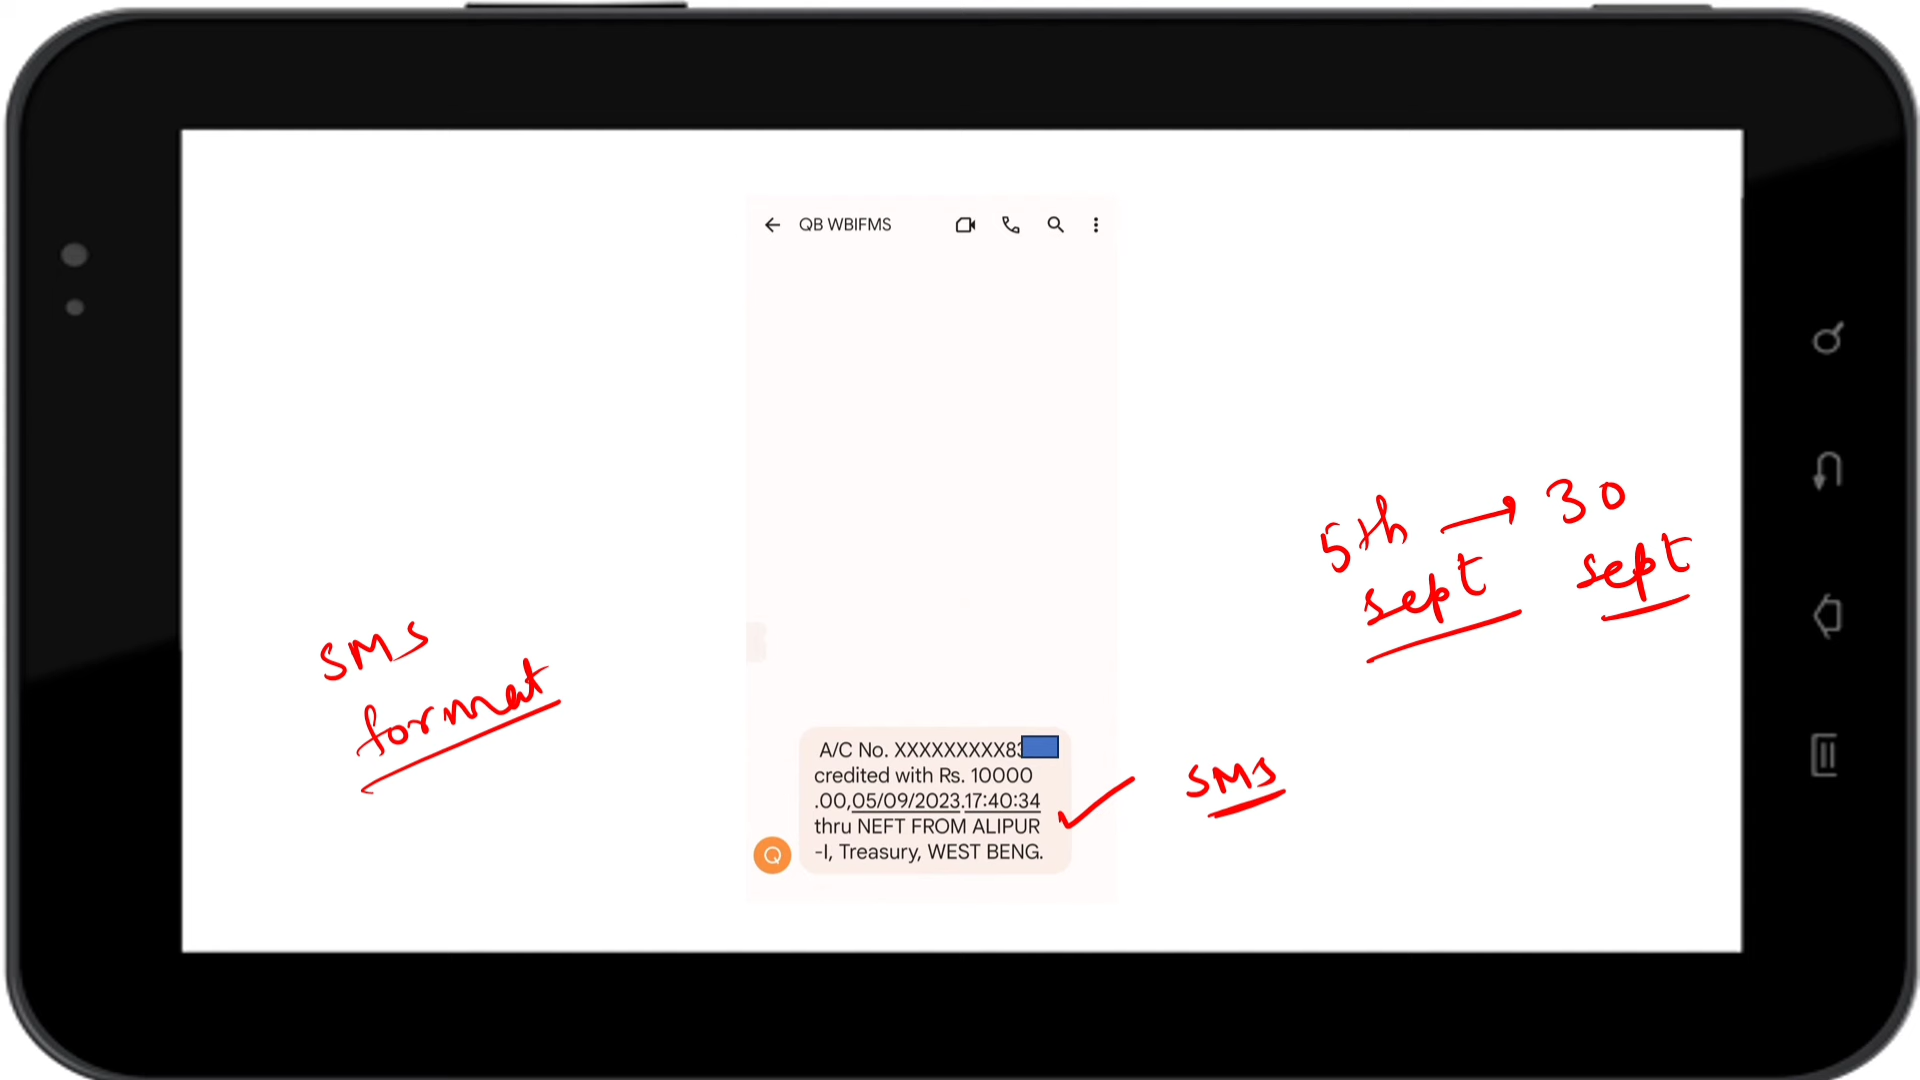 QB WBIFMS
5th → 30
sept sept
SMS
format
A/C No. XXXXXXXXX83
credited with Rs. 10000
.00,05/09/2023.17:40:34
thru NEFT FROM ALIPUR
-I, Treasury, WEST BENG.
Q
SMS